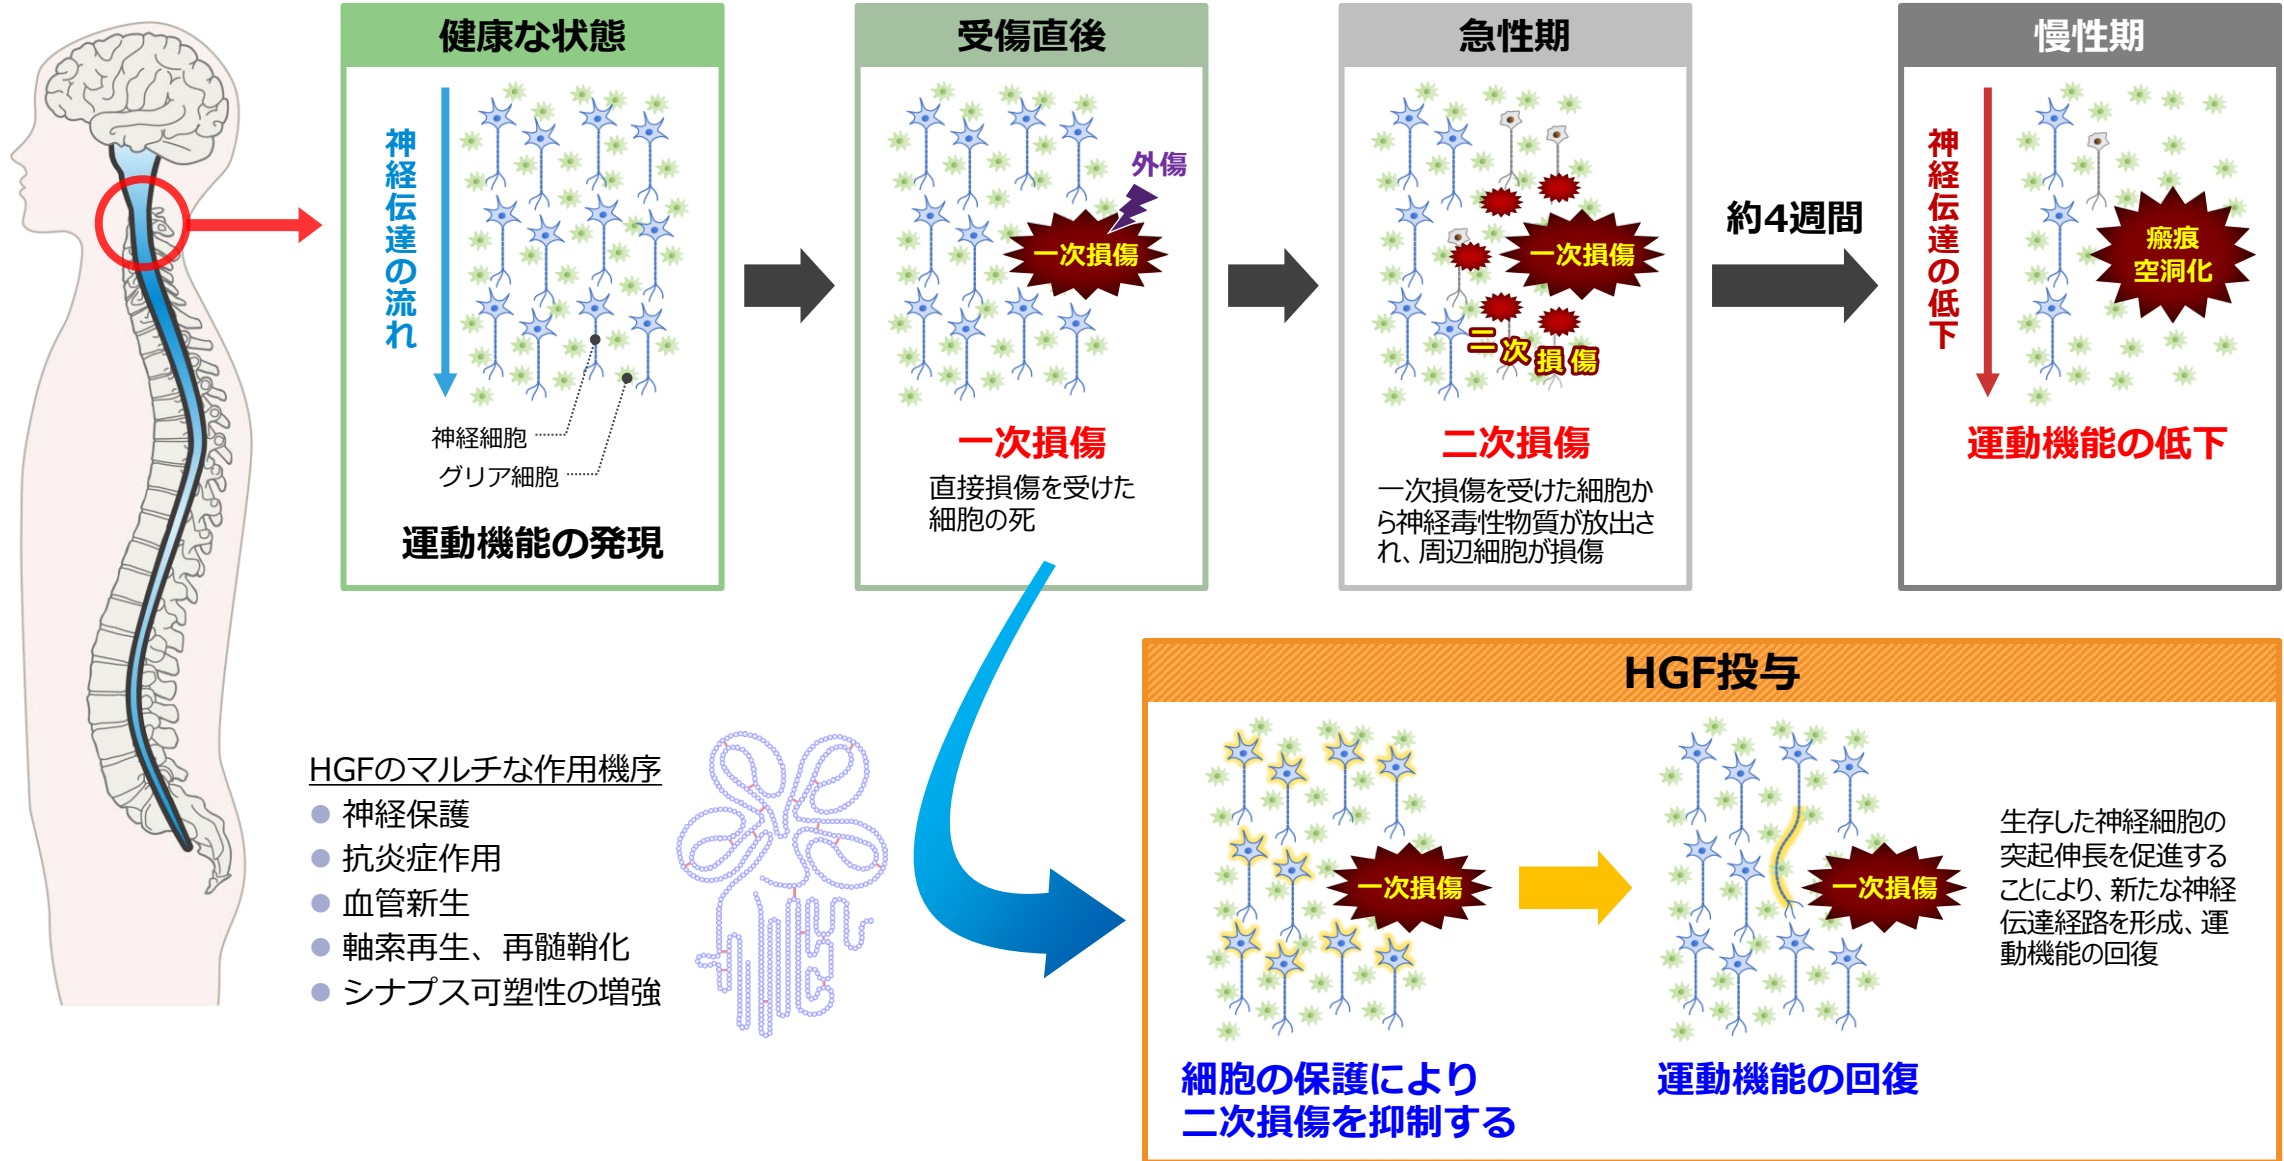 健康な状態
神経伝達の流れ
神経細胞
グリア細胞
運動機能の発現
受傷直後
外傷
一次損傷
一次損傷
直接損傷を受けた
細胞の死
急性期
一次損傷
二次損傷
二次損傷
一次損傷を受けた細胞か
ら神経毒性物質が放出さ
れ、周辺細胞が損傷
約4週間
慢性期
神経伝達の低下
瘢痕
空洞化
運動機能の低下
HGFのマルチな作用機序
● 神経保護
● 抗炎症作用
● 血管新生
● 軸索再生、再髄鞘化
● シナプス可塑性の増強
HGF投与
一次損傷
細胞の保護により
二次損傷を抑制する
一次損傷
運動機能の回復
生存した神経細胞の
突起伸長を促進する
ことにより、新たな神経
伝達経路を形成、運
動機能の回復